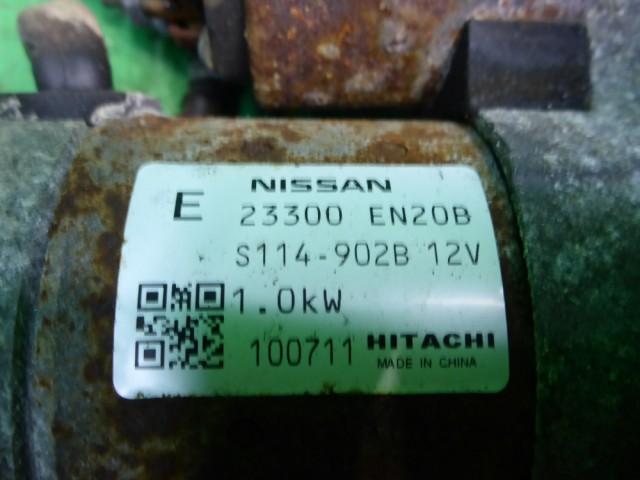 NISSAN
E 23300 EN20B
S114-902B 12V
1.0kW
100711 HITACHI
MADE IN CHINA